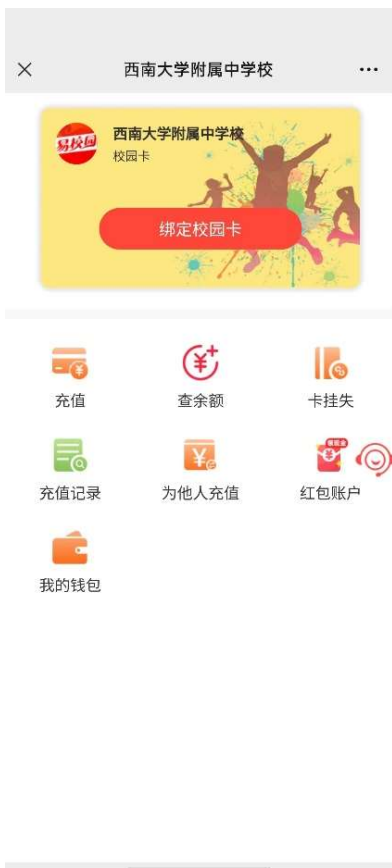 西南大学附属中学校
易校园
西南大学附属中学校
校园卡
绑定校园卡
充值
查余额
卡挂失
充值记录
为他人充值
红包账户
我的钱包